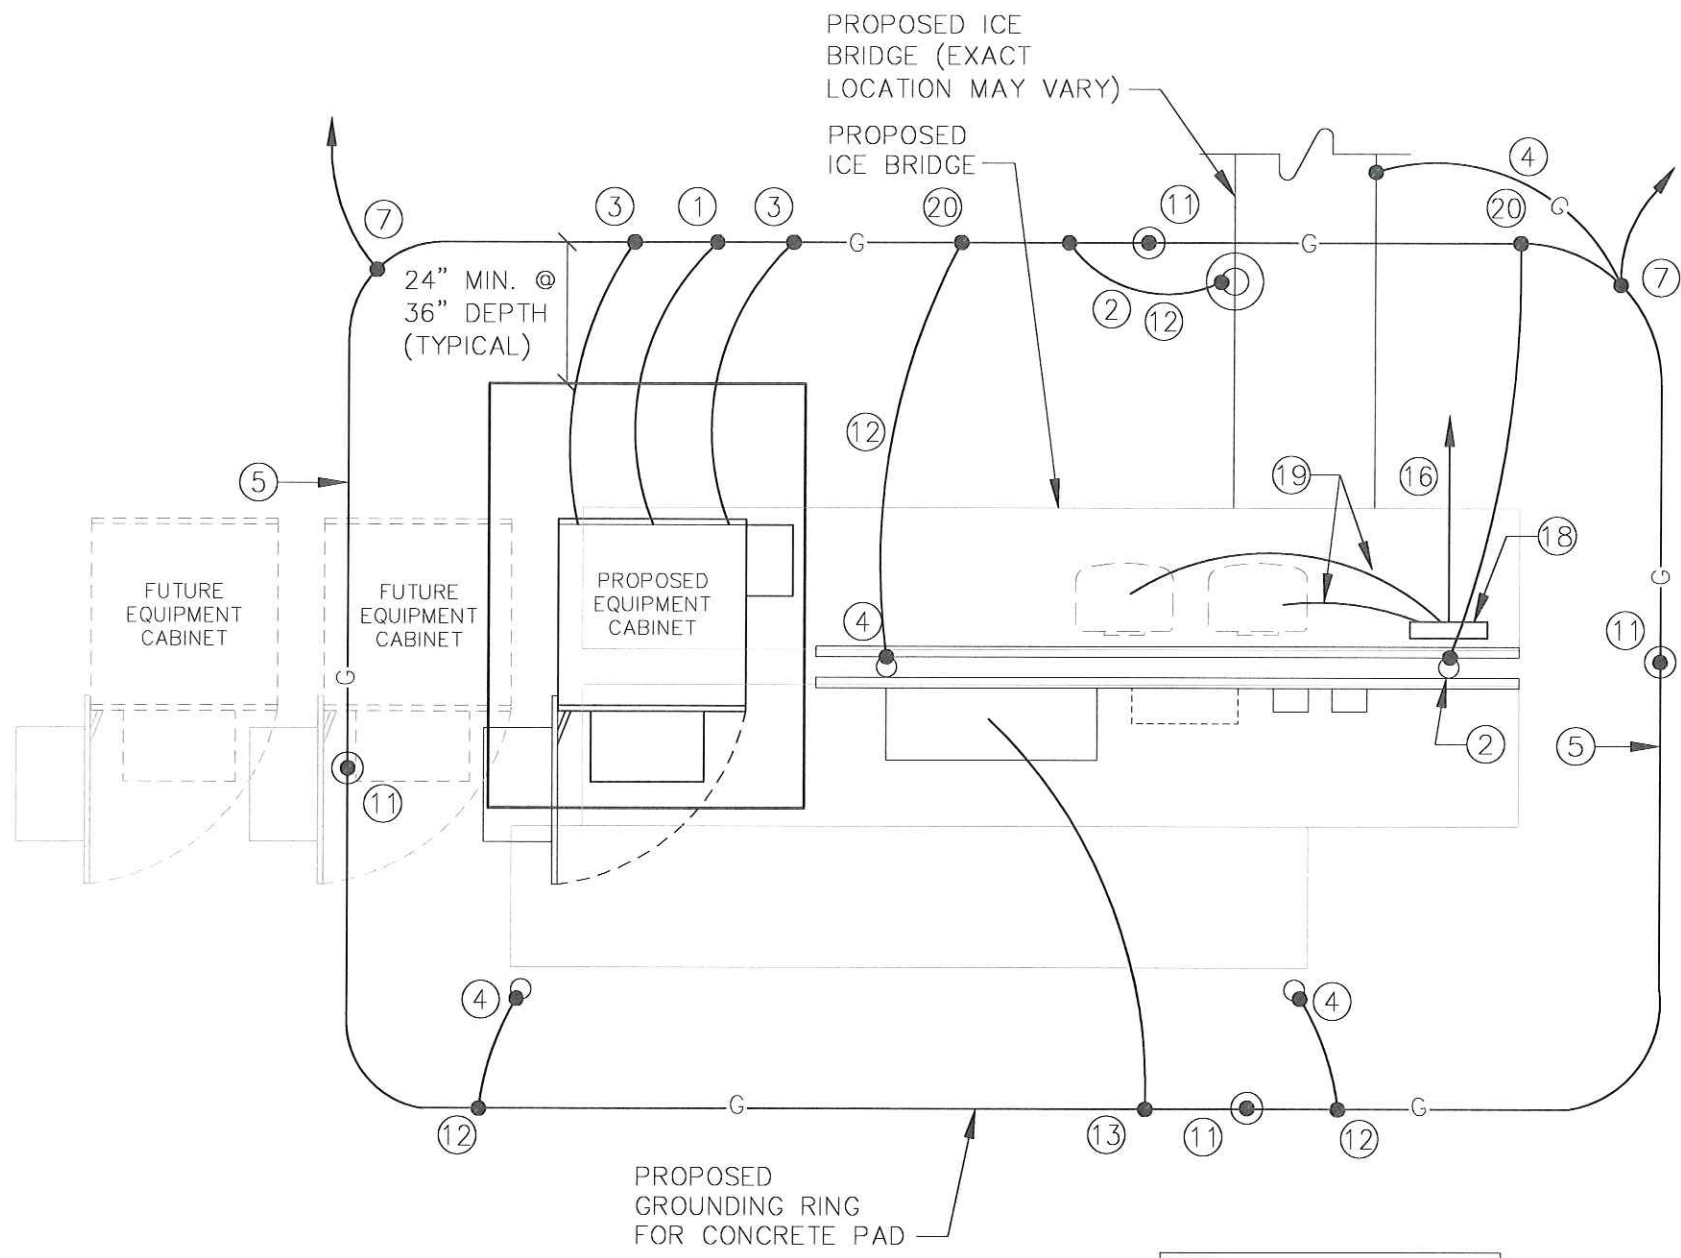 PROPOSED ICE
BRIDGE (EXACT
LOCATION MAY VARY)
PROPOSED
ICE BRIDGE
4
7
3
1
3
20
11
20
G
G
G
7
24" MIN. @
36" DEPTH
(TYPICAL)
2
12
12
5
19
16
18
FUTURE
EQUIPMENT
CABINET
FUTURE
EQUIPMENT
CABINET
PROPOSED
EQUIPMENT
CABINET
G
4
11
G
2
5
11
4
4
G
G
12
13
11
12
PROPOSED
GROUNDING RING
FOR CONCRETE PAD